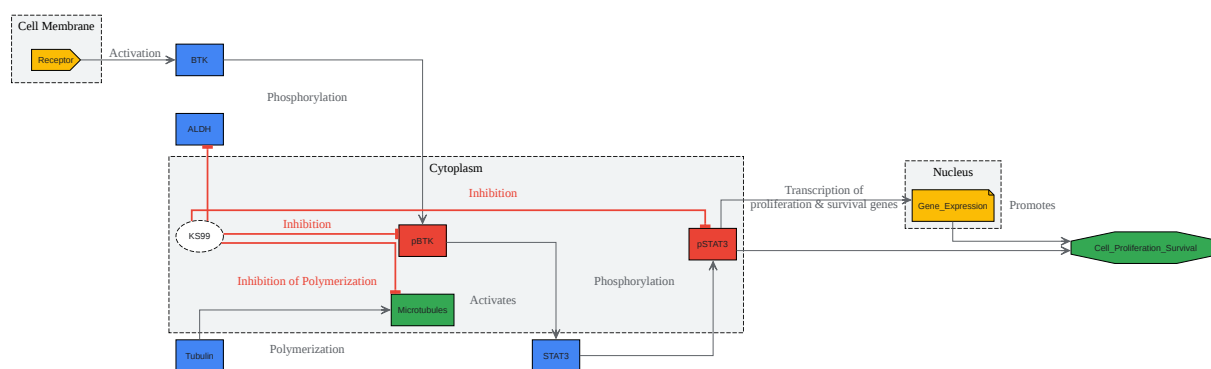 Cell Membrane
Receptor
Activation
BTK
Phosphorylation
ALDH
Cytoplasm
Inhibition
KS99
Inhibition
pBTK
pSTAT3
Inhibition of Polymerization
Microtubules
Activates
Phosphorylation
Tubulin
Polymerization
STAT3
Transcription of
proliferation & survival genes
Nucleus
Gene_Expression
Promotes
Cell_Proliferation_Survival